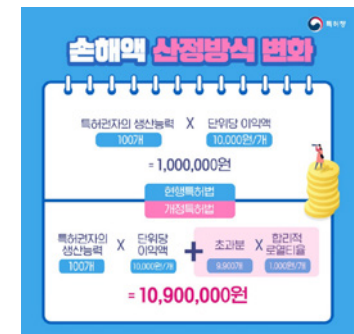 특허청
손해액 산정방식 변화
특허권자의 생산능력 X 단위당 이익액
100개 10,000원/개
= 1,000,000원
현행특허법
개정특허법
특허권자의 생산능력 X 단위당 이익액 + 초과분 X 합리적 로열티율
100개 10,000원/개 9,900개 1,000원/개
= 10,900,000원